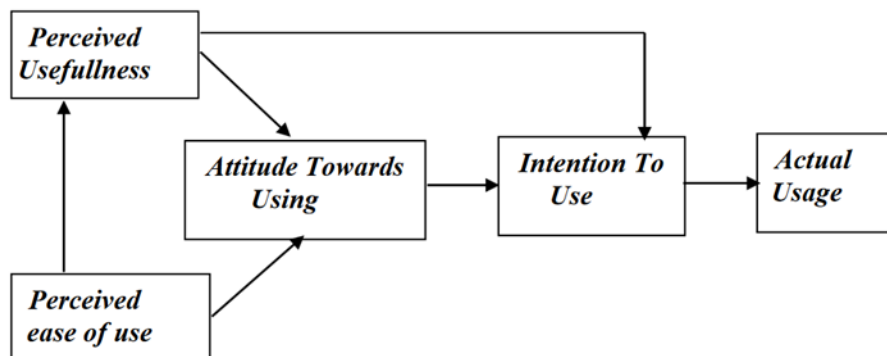 Perceived
Usefullness
Attitude Towards
Using
Intention To
Use
Actual
Usage
Perceived
ease of use